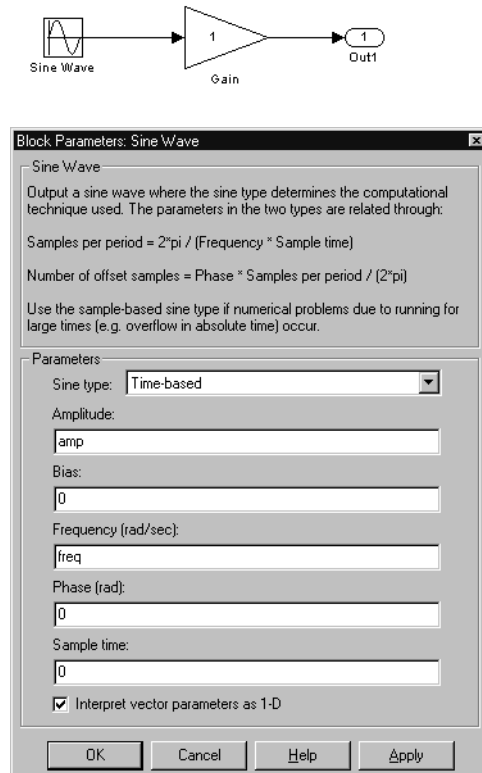 1
1
Sine Wave
Out1
Gain
Block Parameters: Sine Wave
Sine Wave
Output a sine wave where the sine type determines the computational
technique used. The parameters in the two types are related through:
Samples per period = 2*pi / (Frequency * Sample time)
Number of offset samples = Phase * Samples per period / (2*pi)
Use the sample-based sine type if numerical problems due to running for
large times (e.g. overflow in absolute time) occur.
Parameters
Sine type: Time-based
Amplitude:
amp
Bias:
0
Frequency (rad/sec):
freq
Phase (rad):
0
Sample time:
0
Interpret vector parameters as 1-D
OK Cancel Help Apply